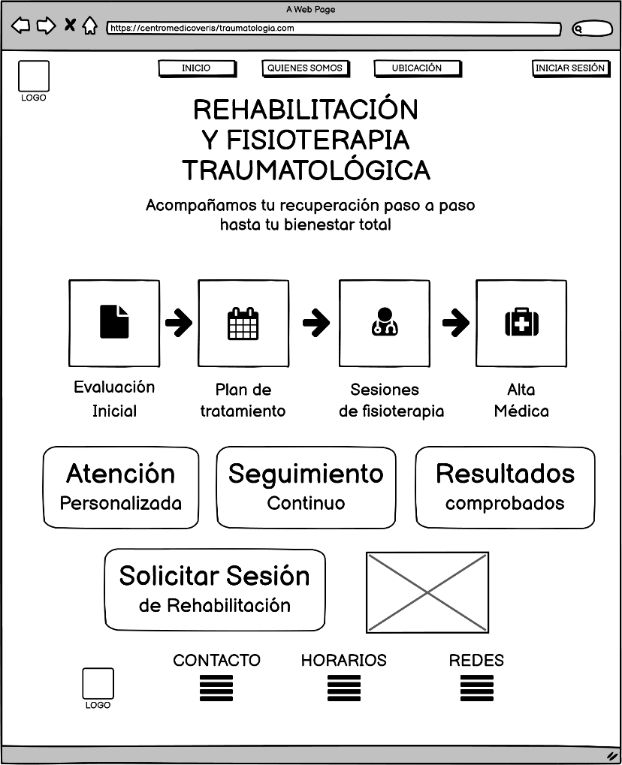 A Web Page
https://centromedicoveris/traumatologia.com
INICIO
QUIENES SOMOS
UBICACIÓN
INICIAR SESIÓN
LOGO
REHABILITACIÓN
Y FISIOTERAPIA
TRAUMATOLÓGICA
Acompañamos tu recuperación paso a paso
hasta tu bienestar total
Evaluación
Inicial
Plan de
tratamiento
Sesiones
de fisioterapia
Alta
Médica
Atención
Personalizada
Seguimiento
Continuo
Resultados
comprobados
Solicitar Sesión
de Rehabilitación
CONTACTO
HORARIOS
REDES
LOGO